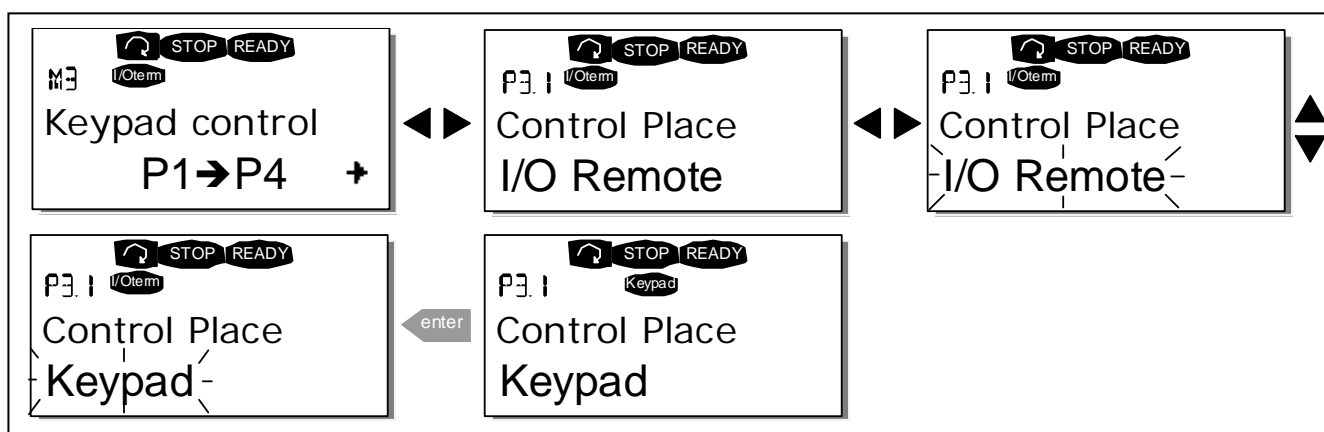 STOP READY
M3 I/Oterm
Keypad control
P1➔P4
STOP READY
P3.1 I/Oterm
Control Place
I/O Remote
STOP READY
P3.1 I/Oterm
Control Place
I/O Remote
STOP READY
P3.1 I/Oterm
Control Place
Keypad
enter
STOP READY
P3.1 Keypad
Control Place
Keypad